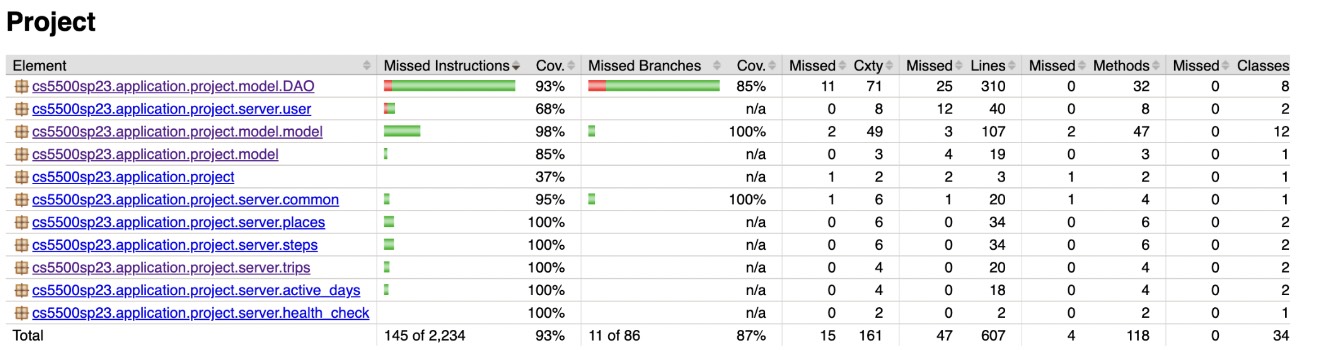 Project
Element Missed Instructions Cov. Missed Branches Cov. Missed Cxty Missed Lines Missed Methods Missed Classes
cs5500sp23.application.project.model.DAO 93% 85% 11 71 25 310 0 32 0 8
cs5500sp23.application.project.server.user 68% n/a 0 8 12 40 0 8 0 2
cs5500sp23.application.project.model.model 98% 100% 2 49 3 107 2 47 0 12
cs5500sp23.application.project.model 85% n/a 0 3 4 19 0 3 0 1
cs5500sp23.application.project 37% n/a 1 2 2 3 1 2 0 1
cs5500sp23.application.project.server.common 95% 100% 1 6 1 20 1 4 0 1
cs5500sp23.application.project.server.places 100% n/a 0 6 0 34 0 6 0 2
cs5500sp23.application.project.server.steps 100% n/a 0 6 0 34 0 6 0 2
cs5500sp23.application.project.server.trips 100% n/a 0 4 0 20 0 4 0 2
cs5500sp23.application.project.server.active_days 100% n/a 0 4 0 18 0 4 0 2
cs5500sp23.application.project.server.health_check 100% n/a 0 2 0 2 0 2 0 1
Total 145 of 2,234 93% 11 of 86 87% 15 161 47 607 4 118 0 34